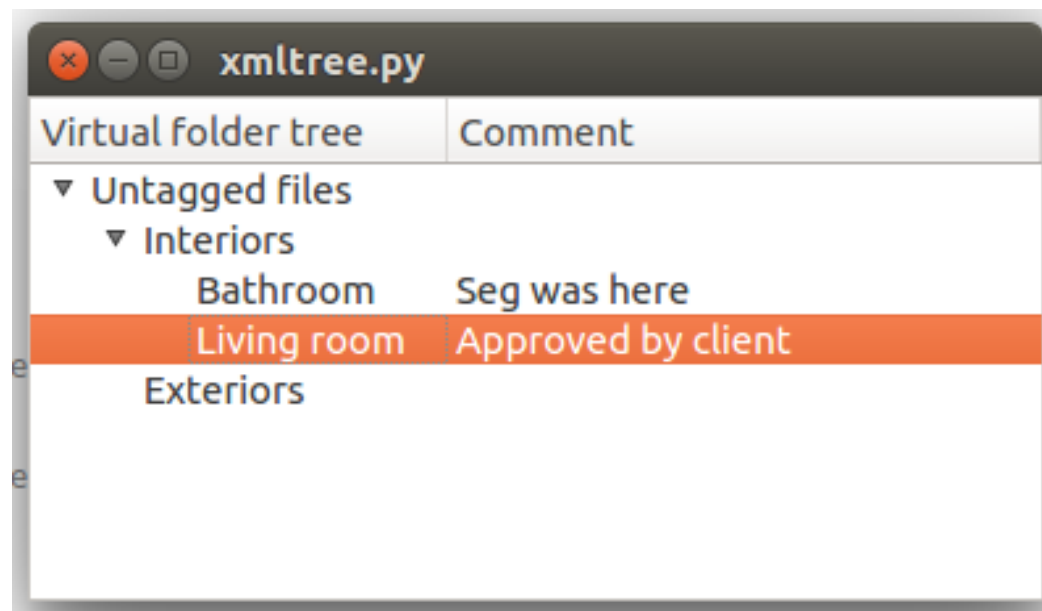 xmltree.py
Virtual folder tree Comment
Untagged files
Interiors
Bathroom Seg was here
Living room Approved by client
Exteriors
e
e